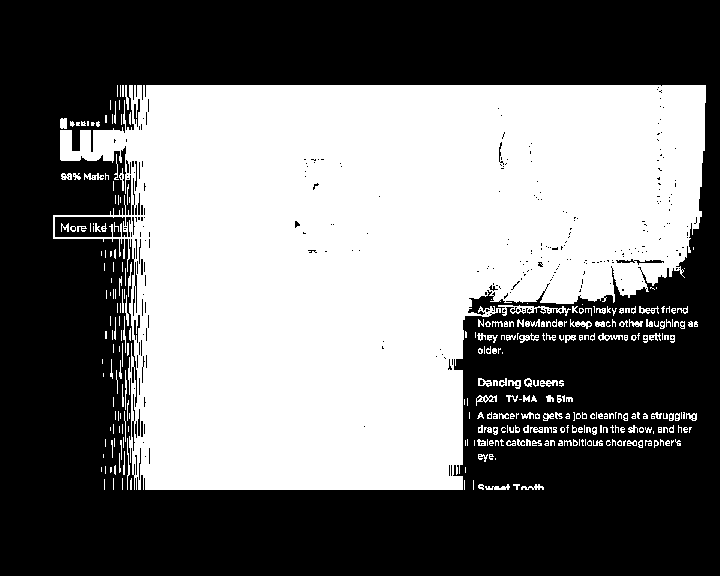 SERIES
LUP
98% Match
More like this
Acting coach Sandy Kominsky and best friend
Norman Newlander keep each other laughing as
they navigate the ups and downs of getting
older.
Dancing Queens
2021 TV-MA 1h 51m
A dancer who gets a job cleaning at a struggling
drag club dreams of being in the show, and her
talent catches an ambitious choreographer's
eye.
Sweet Tooth